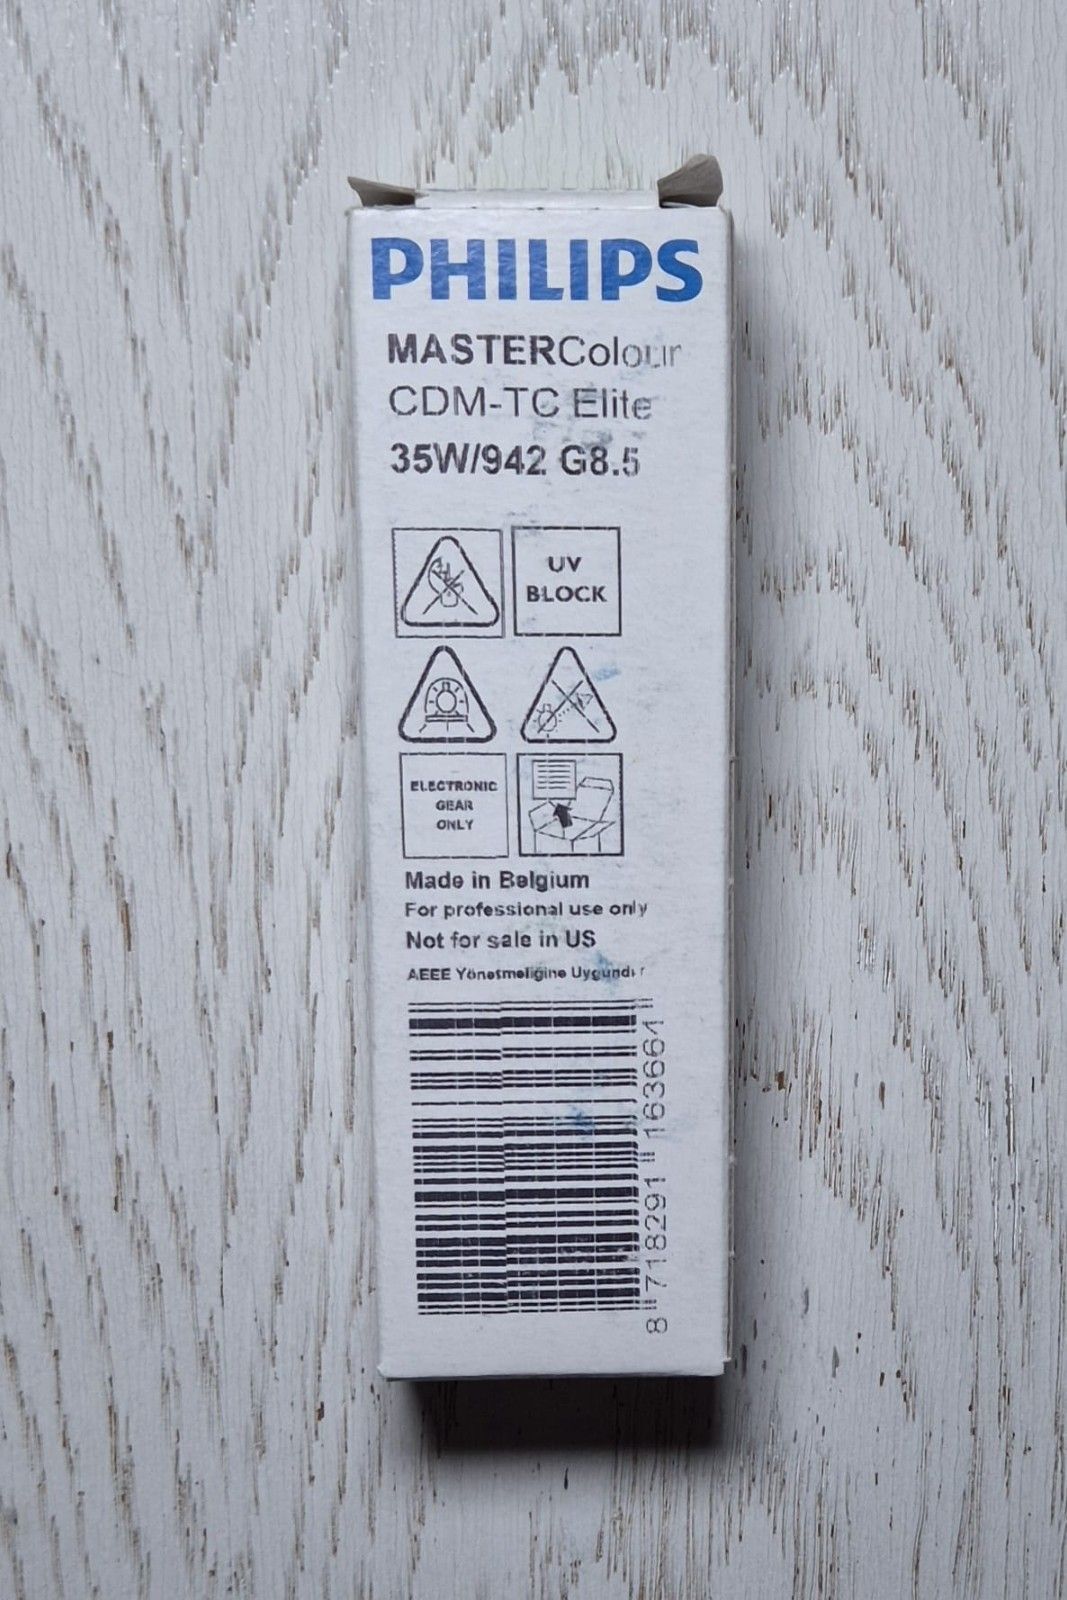 PHILIPS
MASTERColour
CDM-TC Elite
35W/942 G8.5
UV
BLOCK
ELECTRONIC
GEAR
ONLY
Made in Belgium
For professional use only
Not for sale in US
AEEE Yönetmeliğine Uygundur
8 718291 163664